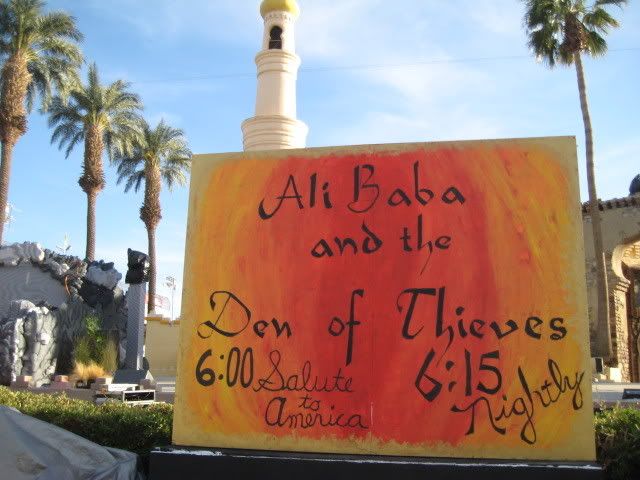 Ali Baba
and the
Den of Thieves
6:00 Salute to America
6:15 Nightly